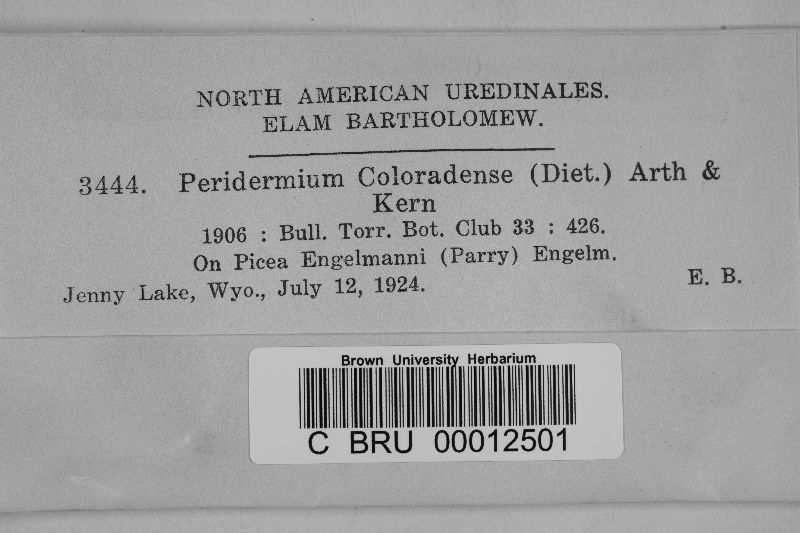 NORTH AMERICAN UREDINALES.
ELAM BARTHOLOMEW.
3444. Peridermium Coloradense (Diet.) Arth &
Kern
1906 : Bull. Torr. Bot. Club 33 : 426.
On Picea Engelmanni (Parry) Engelm.
Jenny Lake, Wyo., July 12, 1924. E. B.
Brown University Herbarium
C BRU 00012501